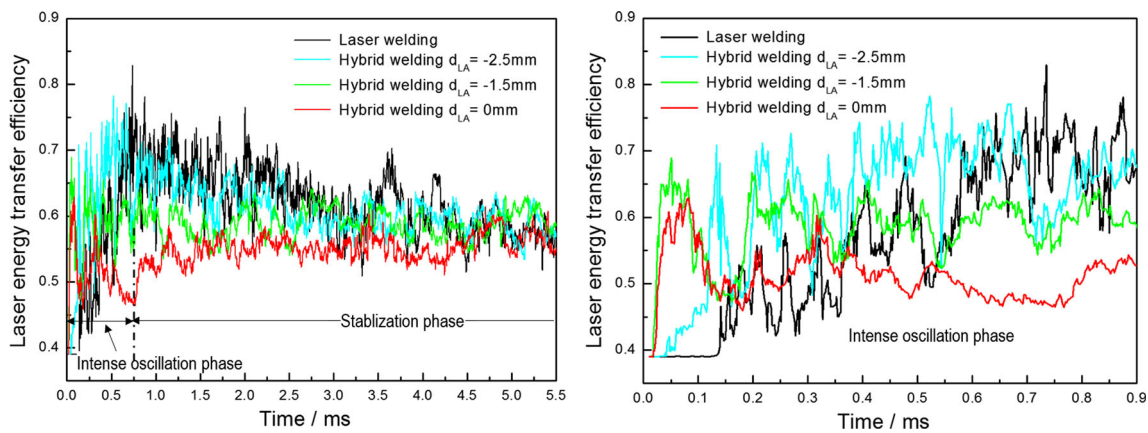 Laser energy transfer efficiency
0.9
0.8
0.7
0.6
0.5
0.4
Laser welding
Hybrid welding dLA= -2.5mm
Hybrid welding dLA= -1.5mm
Hybrid welding dLA= 0mm
Stablization phase
Intense oscillation phase
0.0 0.5 1.0 1.5 2.0 2.5 3.0 3.5 4.0 4.5 5.0 5.5
Time / ms
Laser energy transfer efficiency
0.9
0.8
0.7
0.6
0.5
0.4
Laser welding
Hybrid welding dLA= -2.5mm
Hybrid welding dLA= -1.5mm
Hybrid welding dLA= 0mm
Intense oscillation phase
0.0 0.1 0.2 0.3 0.4 0.5 0.6 0.7 0.8 0.9
Time / ms